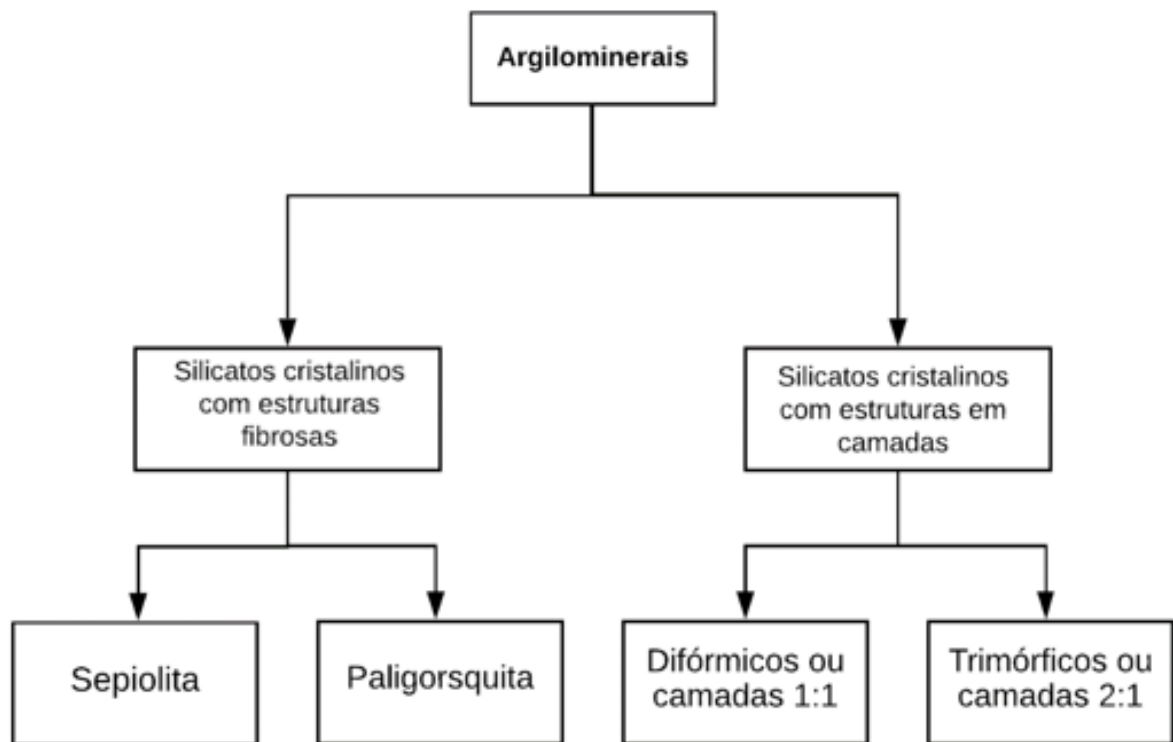 Argilominerais
Silicatos cristalinos
com estruturas
fibrosas
Silicatos cristalinos
com estruturas em
camadas
Sepiolita
Paligorsquita
Difórmicos ou
camadas 1:1
Trimórficos ou
camadas 2:1